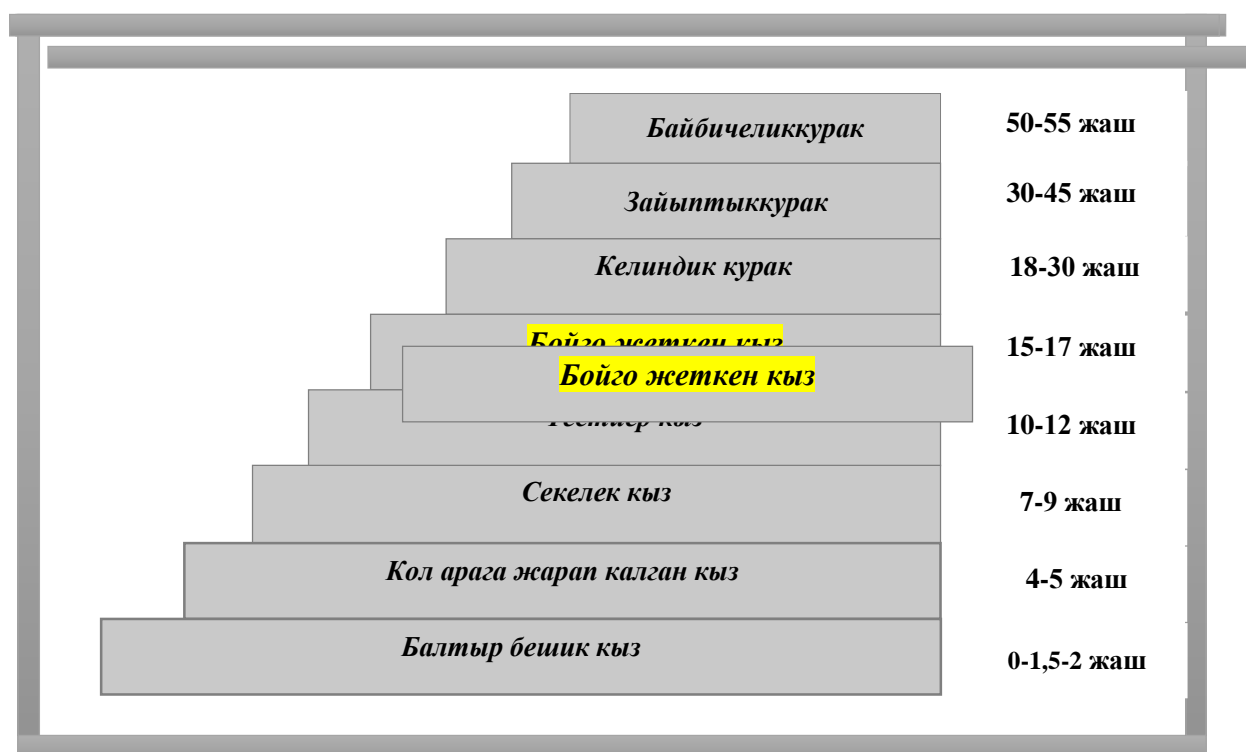 Байбичеликкурак 50-55 жаш
Зайыптыккурак 30-45 жаш
Келиндик курак 18-30 жаш
Бойго жеткен кыз 15-17 жаш
Бойго жеткен кыз
кыз 10-12 жаш
Секелек кыз 7-9 жаш
Кол арага жарап калган кыз 4-5 жаш
Балтыр бешик кыз 0-1,5-2 жаш